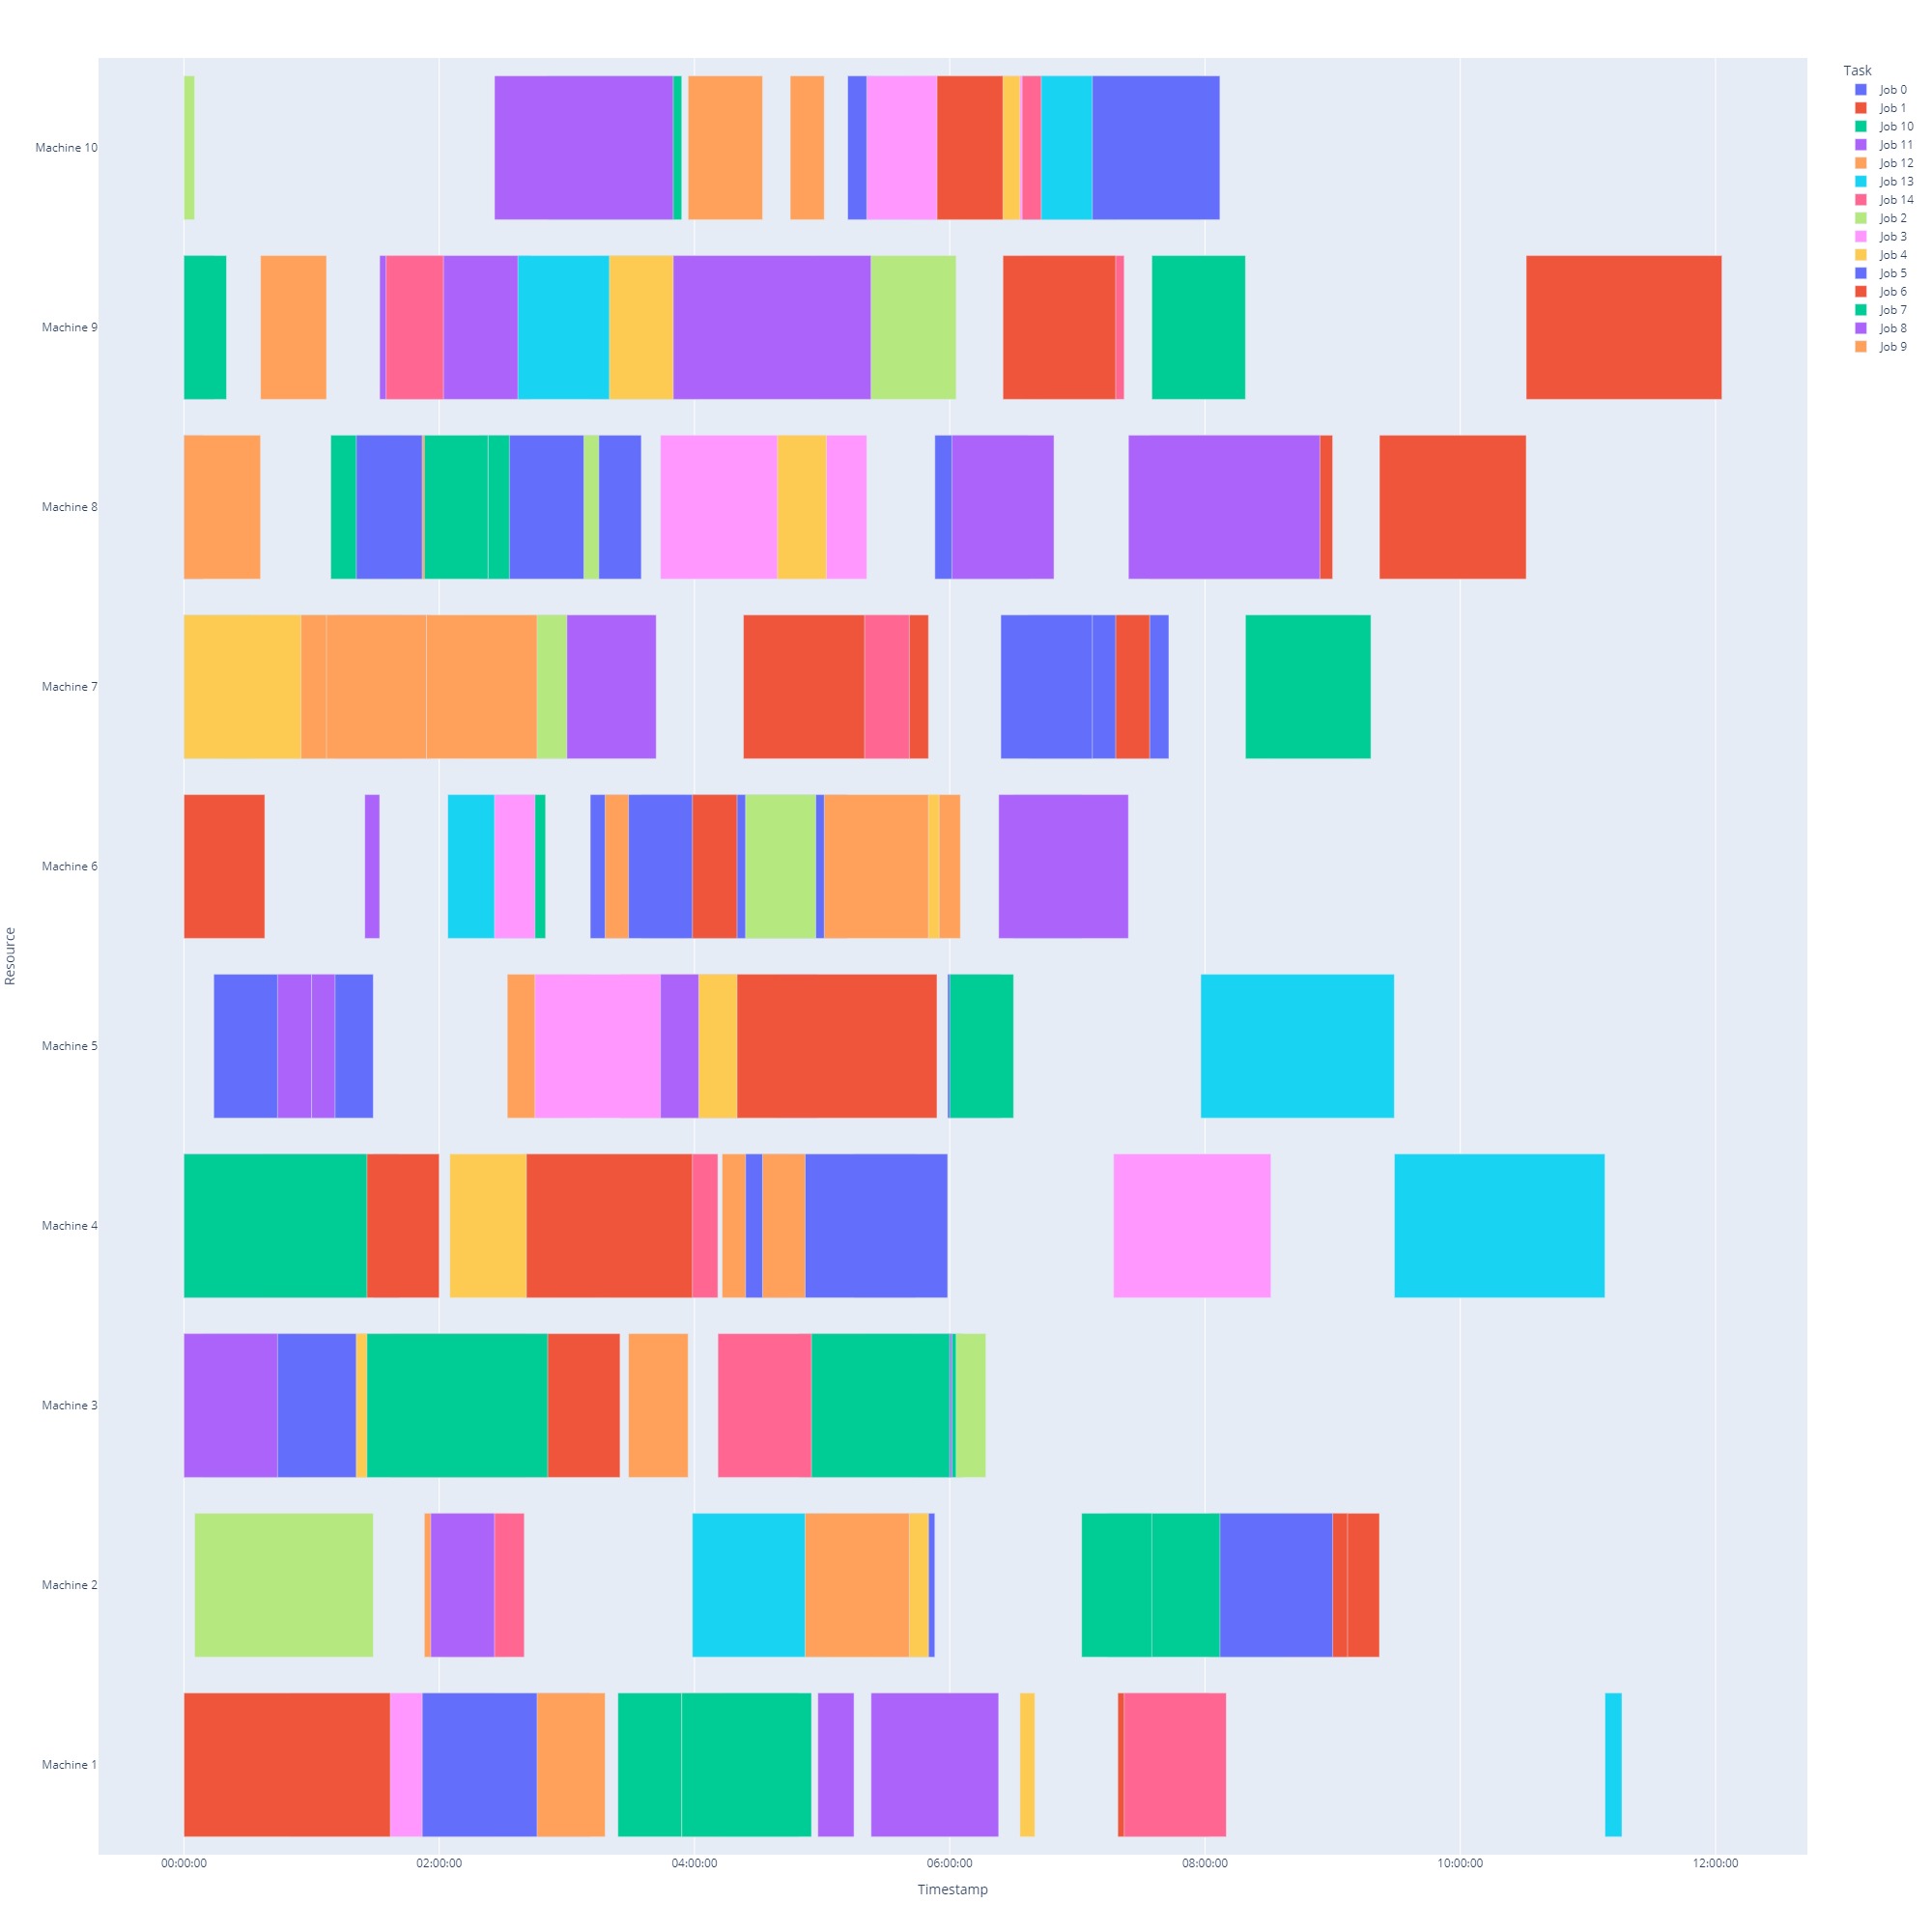 Task
Job 0
Job 1
Job 10
Job 11
Job 12
Job 13
Job 14
Job 2
Job 3
Job 4
Job 5
Job 6
Job 7
Job 8
Job 9
Resource
Machine 10
Machine 9
Machine 8
Machine 7
Machine 6
Machine 5
Machine 4
Machine 3
Machine 2
Machine 1
00:00:00 02:00:00 04:00:00 06:00:00 08:00:00 10:00:00 12:00:00
Timestamp